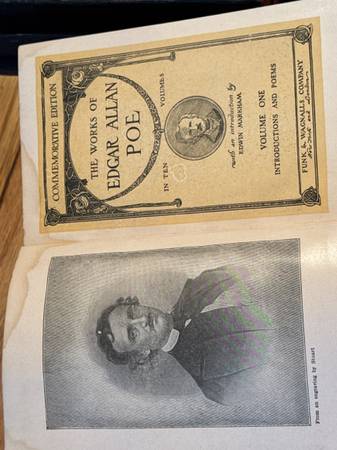 COMMEMORATIVE EDITION
THE WORKS OF
EDGAR ALLAN
POE
IN TEN VOLUMES
with an introduction by
EDWIN MARKHAM
VOLUME ONE
INTRODUCTIONS AND POEMS
FUNK & WAGNALLS COMPANY
New York and London
From an engraving by Stuart